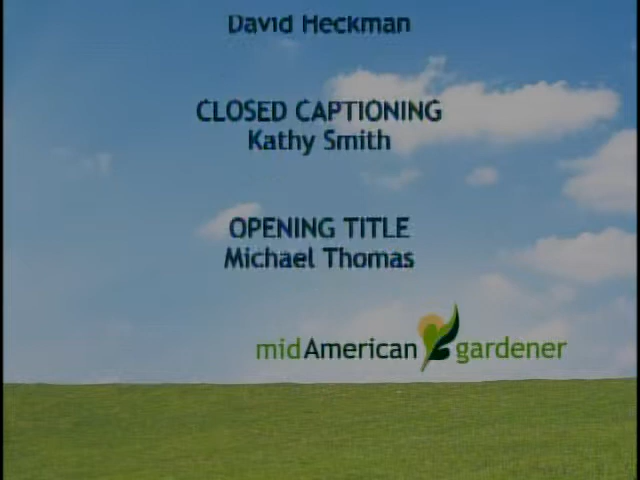 David Heckman
CLOSED CAPTIONING
Kathy Smith
OPENING TITLE
Michael Thomas
midAmerican gardener